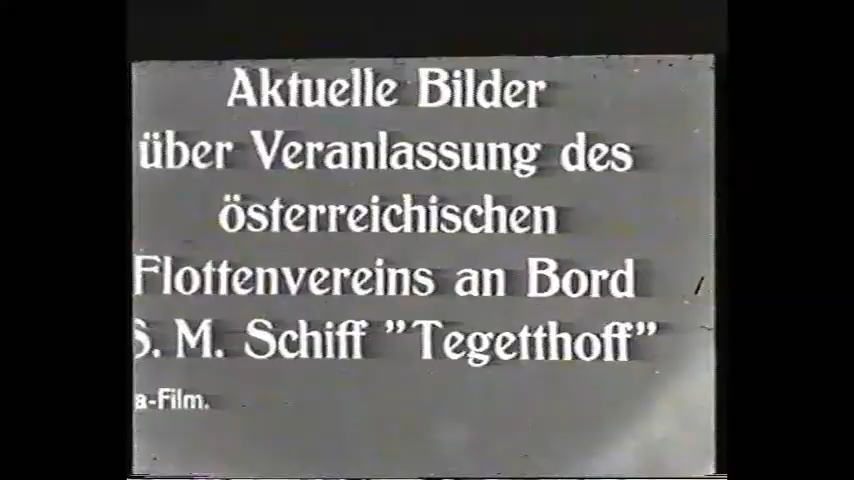 Aktuelle Bilder
über Veranlassung des
österreichischen
Flottenvereins an Bord
S. M. Schiff "Tegetthoff"
a-Film.